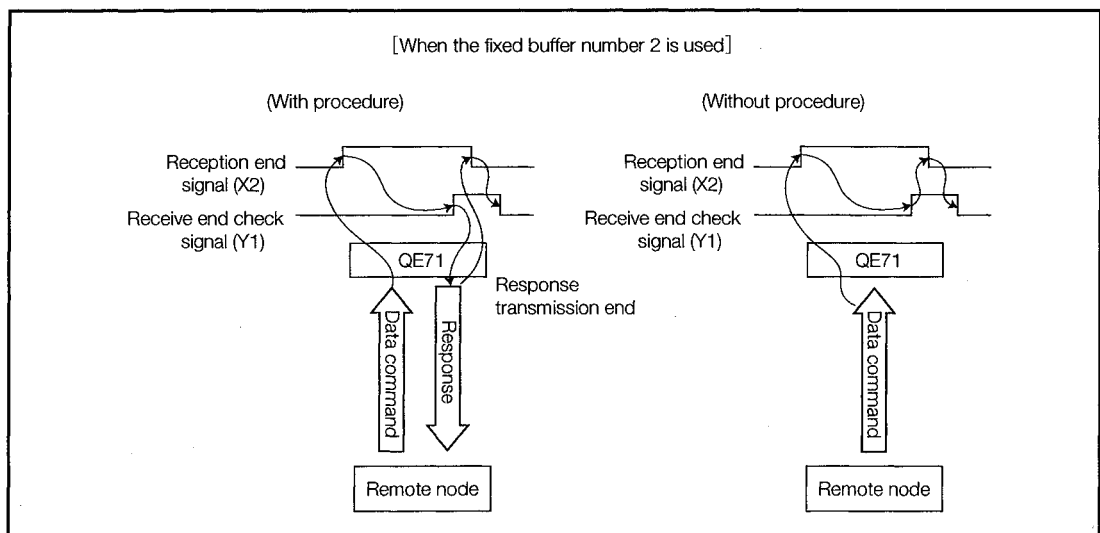 [When the fixed buffer number 2 is used]
(With procedure)
Reception end
signal (X2)
Receive end check
signal (Y1)
QE71
Response
transmission end
Data command
Response
Remote node
(Without procedure)
Reception end
signal (X2)
Receive end check
signal (Y1)
QE71
Data command
Remote node